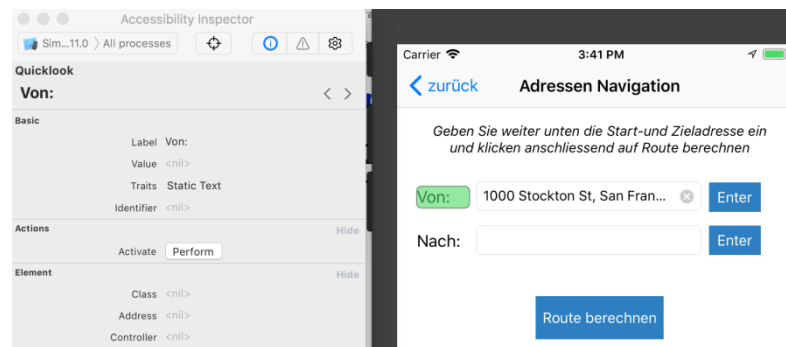 Accessibility Inspector
Sim...11.0 〉All processes
Quicklook
Von:
Basic
Label Von:
Value <nil>
Traits Static Text
Identifier <nil>
Actions Hide
Activate Perform
Element Hide
Class <nil>
Address <nil>
Controller <nil>
Carrier 3:41 PM
zurück Adressen Navigation
Geben Sie weiter unten die Start-und Zieladresse ein
und klicken anschliessend auf Route berechnen
Von: 1000 Stockton St, San Fran... Enter
Nach: Enter
Route berechnen